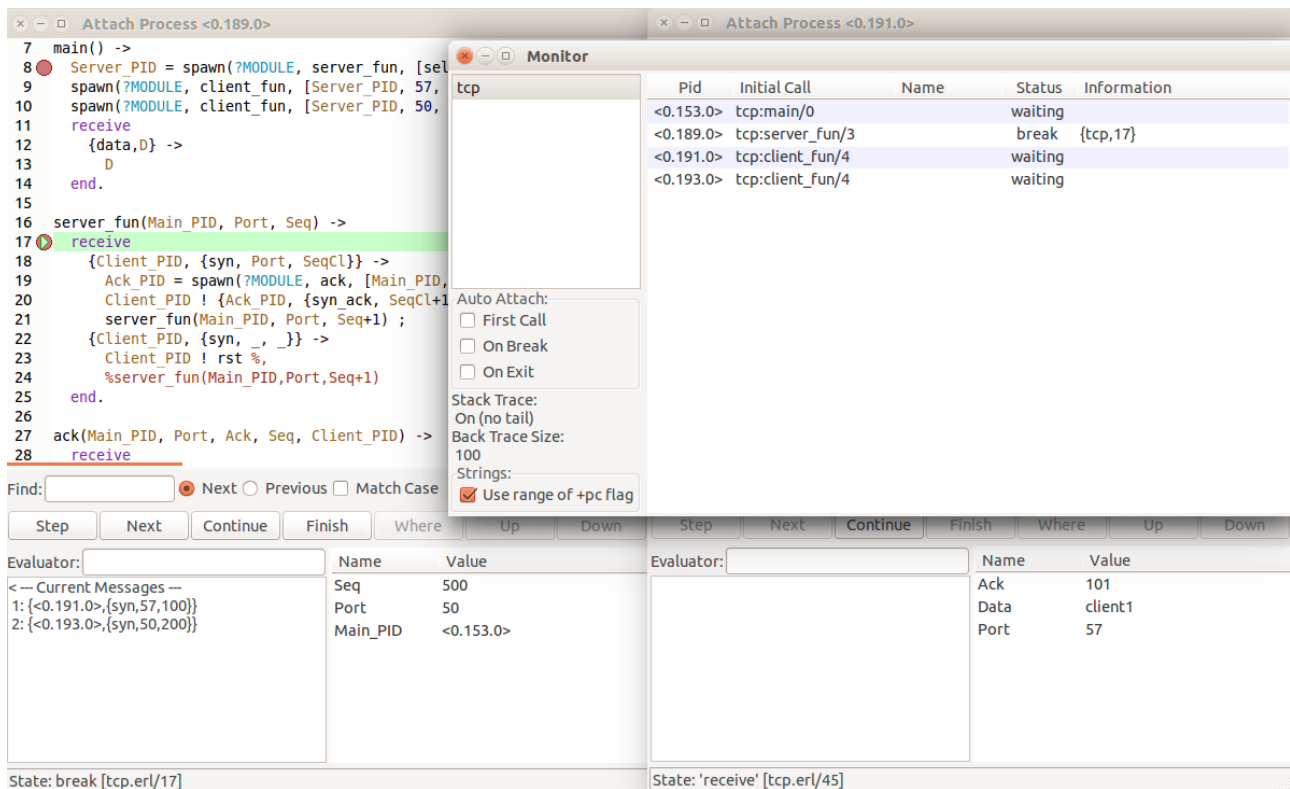 Attach Process <0.189.0>
7 main() ->
8 Server_PID = spawn(?MODULE, server_fun, [sel
9 spawn(?MODULE, client_fun, [Server_PID, 57,
10 spawn(?MODULE, client_fun, [Server_PID, 50,
11 receive
12 {data,D} ->
13 D
14 end.
15
16 server_fun(Main_PID, Port, Seq) ->
17 receive
18 {Client_PID, {syn, Port, SeqCl}} ->
19 Ack_PID = spawn(?MODULE, ack, [Main_PID,
20 Client_PID ! {Ack_PID, {syn_ack, SeqCl+1
21 server_fun(Main_PID, Port, Seq+1) ;
22 {Client_PID, {syn, _, _}} ->
23 Client_PID ! rst %,
24 %server_fun(Main_PID,Port,Seq+1)
25 end.
26
27 ack(Main_PID, Port, Ack, Seq, Client_PID) ->
28 receive
Find: Next Previous Match Case
Step Next Continue Finish Where Up Down
Evaluator:
< --- Current Messages ---
1: {<0.191.0>,{syn,57,100}}
2: {<0.193.0>,{syn,50,200}}
Name Value
Seq 500
Port 50
Main_PID <0.153.0>
State: break [tcp.erl/17]
Attach Process <0.191.0>
Monitor
tcp
Auto Attach:
First Call
On Break
On Exit
Stack Trace:
On (no tail)
Back Trace Size:
100
Strings:
Use range of +pc flag
Pid Initial Call Name Status Information
<0.153.0> tcp:main/0 waiting
<0.189.0> tcp:server_fun/3 break {tcp,17}
<0.191.0> tcp:client_fun/4 waiting
<0.193.0> tcp:client_fun/4 waiting
Step Next Continue Finish Where Up Down
Evaluator:
Name Value
Ack 101
Data client1
Port 57
State: 'receive' [tcp.erl/45]